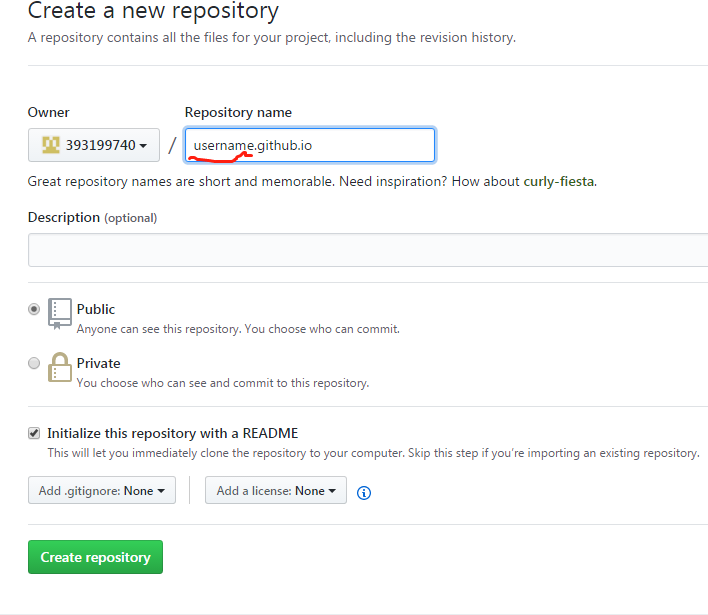 Create a new repository
A repository contains all the files for your project, including the revision history.
Owner
Repository name
393199740 / username.github.io
Great repository names are short and memorable. Need inspiration? How about curly-fiesta.
Description (optional)
Public
Anyone can see this repository. You choose who can commit.
Private
You choose who can see and commit to this repository.
Initialize this repository with a README
This will let you immediately clone the repository to your computer. Skip this step if you're importing an existing repository.
Add .gitignore: None
Add a license: None
Create repository